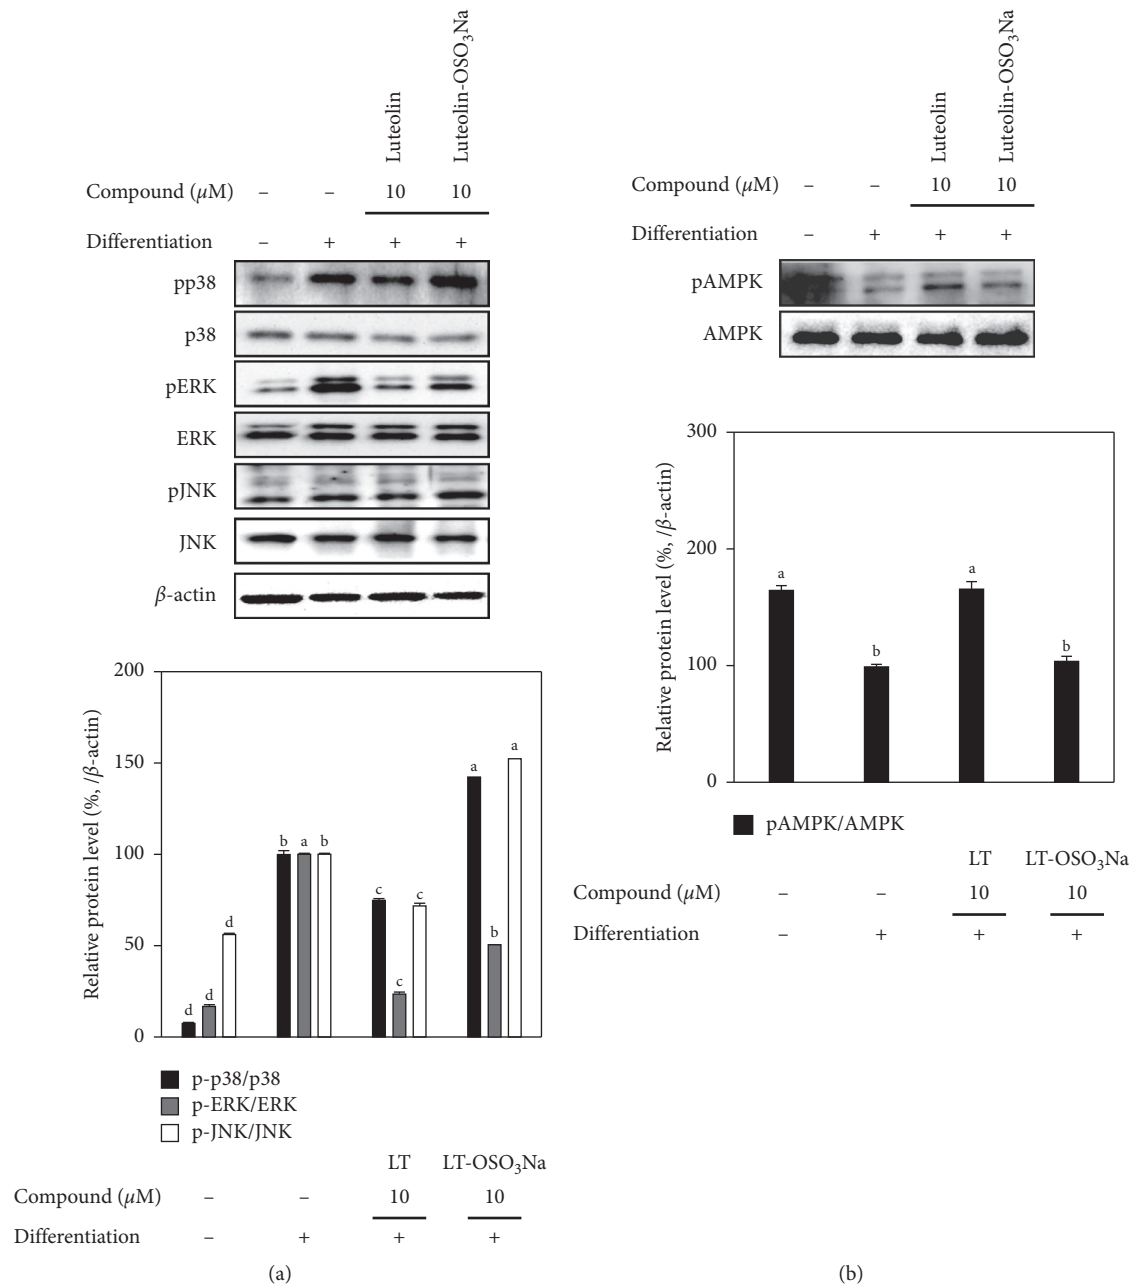 Luteolin
Luteolin-OSO3Na
Compound (μM) – – 10 10
Differentiation – + + +
pp38
p38
pERK
ERK
pJNK
JNK
β-actin
Relative protein level (%, /β-actin)
200
150
100
50
0
d d d
b a b
c c c
a b a
p-p38/p38
p-ERK/ERK
p-JNK/JNK
LT LT-OSO3Na
Compound (μM) – – 10 10
Differentiation – + + +
(a)
Luteolin
Luteolin-OSO3Na
Compound (μM) – – 10 10
Differentiation – + + +
pAMPK
AMPK
Relative protein level (%, /β-actin)
300
200
100
0
a b a b
pAMPK/AMPK
LT LT-OSO3Na
Compound (μM) – – 10 10
Differentiation – + + +
(b)